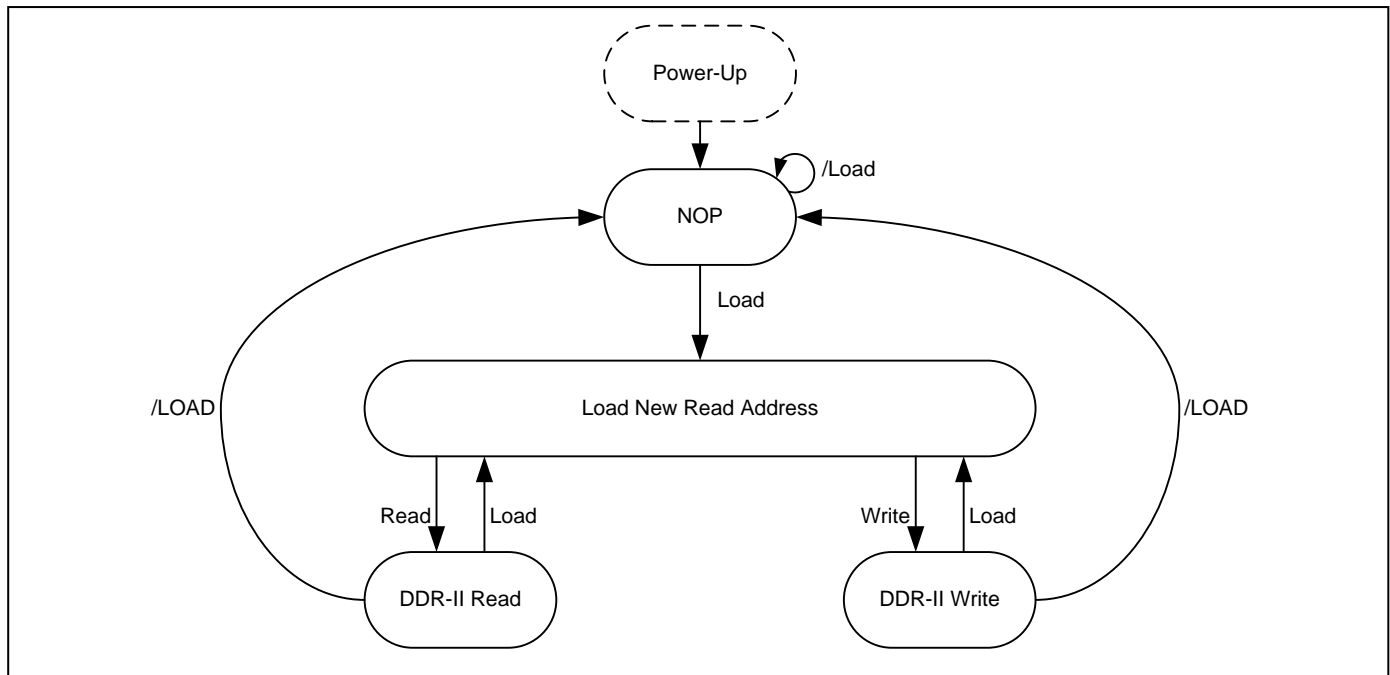 Power-Up
/Load
NOP
Load
/LOAD
Load New Read Address
/LOAD
Read
Load
Write
Load
DDR-II Read
DDR-II Write